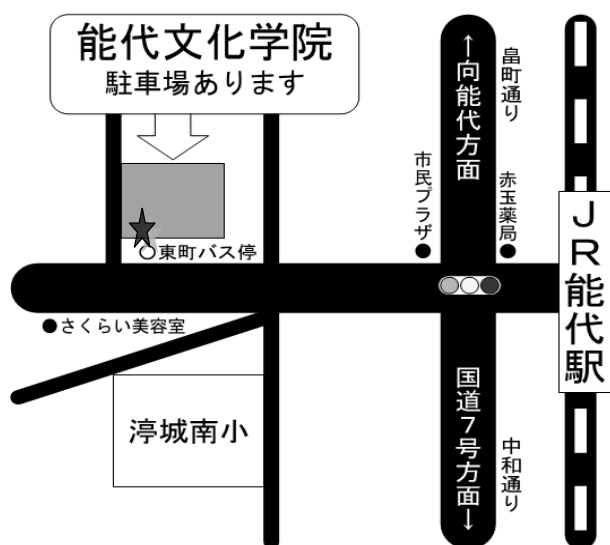 能代文化学院
駐車場あります
↑向能代方面
畠町通り
市民プラザ
赤玉薬局
東町バス停
JR能代駅
さくらい美容室
渟城南小
国道7号方面↓
中和通り